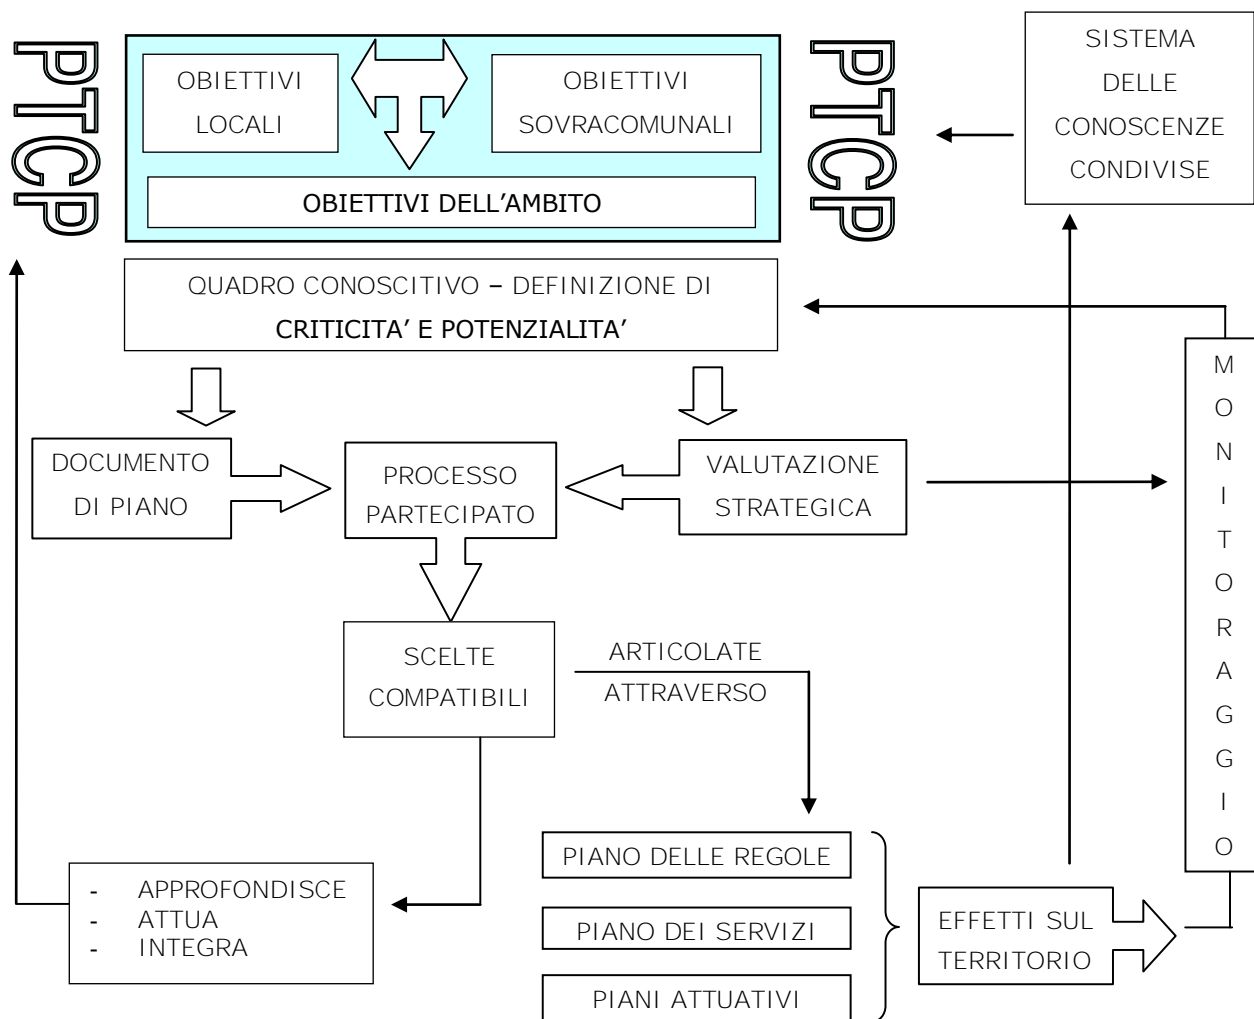 PTCP
OBIETTIVI
LOCALI
OBIETTIVI
SOVRACOMUNALI
OBIETTIVI DELL'AMBITO
PTCP
SISTEMA
DELLE
CONOSCENZE
CONDIVISE
QUADRO CONOSCITIVO – DEFINIZIONE DI
CRITICITA' E POTENZIALITA'
DOCUMENTO
DI PIANO
PROCESSO
PARTECIPATO
VALUTAZIONE
STRATEGICA
MONITORAGGIO
SCELTE
COMPATIBILI
ARTICOLATE
ATTRAVERSO
- APPROFONDISCE
- ATTUA
- INTEGRA
PIANO DELLE REGOLE
PIANO DEI SERVIZI
PIANI ATTUATIVI
EFFETTI SUL
TERRITORIO